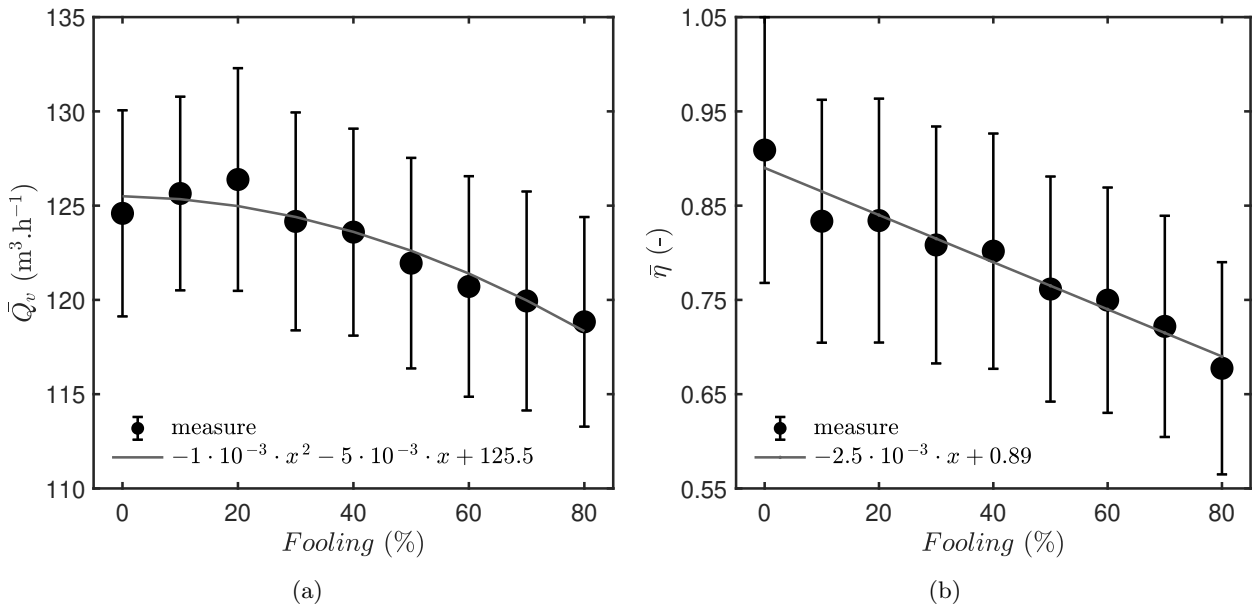 135
130
125
120
115
110
Q̄ᵥ (m³.h⁻¹)
measure
−1 · 10⁻³ · x² − 5 · 10⁻³ · x + 125.5
0 20 40 60 80
Fooling (%)
(a)
1.05
0.95
0.85
0.75
0.65
0.55
η̄ (-)
measure
−2.5 · 10⁻³ · x + 0.89
0 20 40 60 80
Fooling (%)
(b)